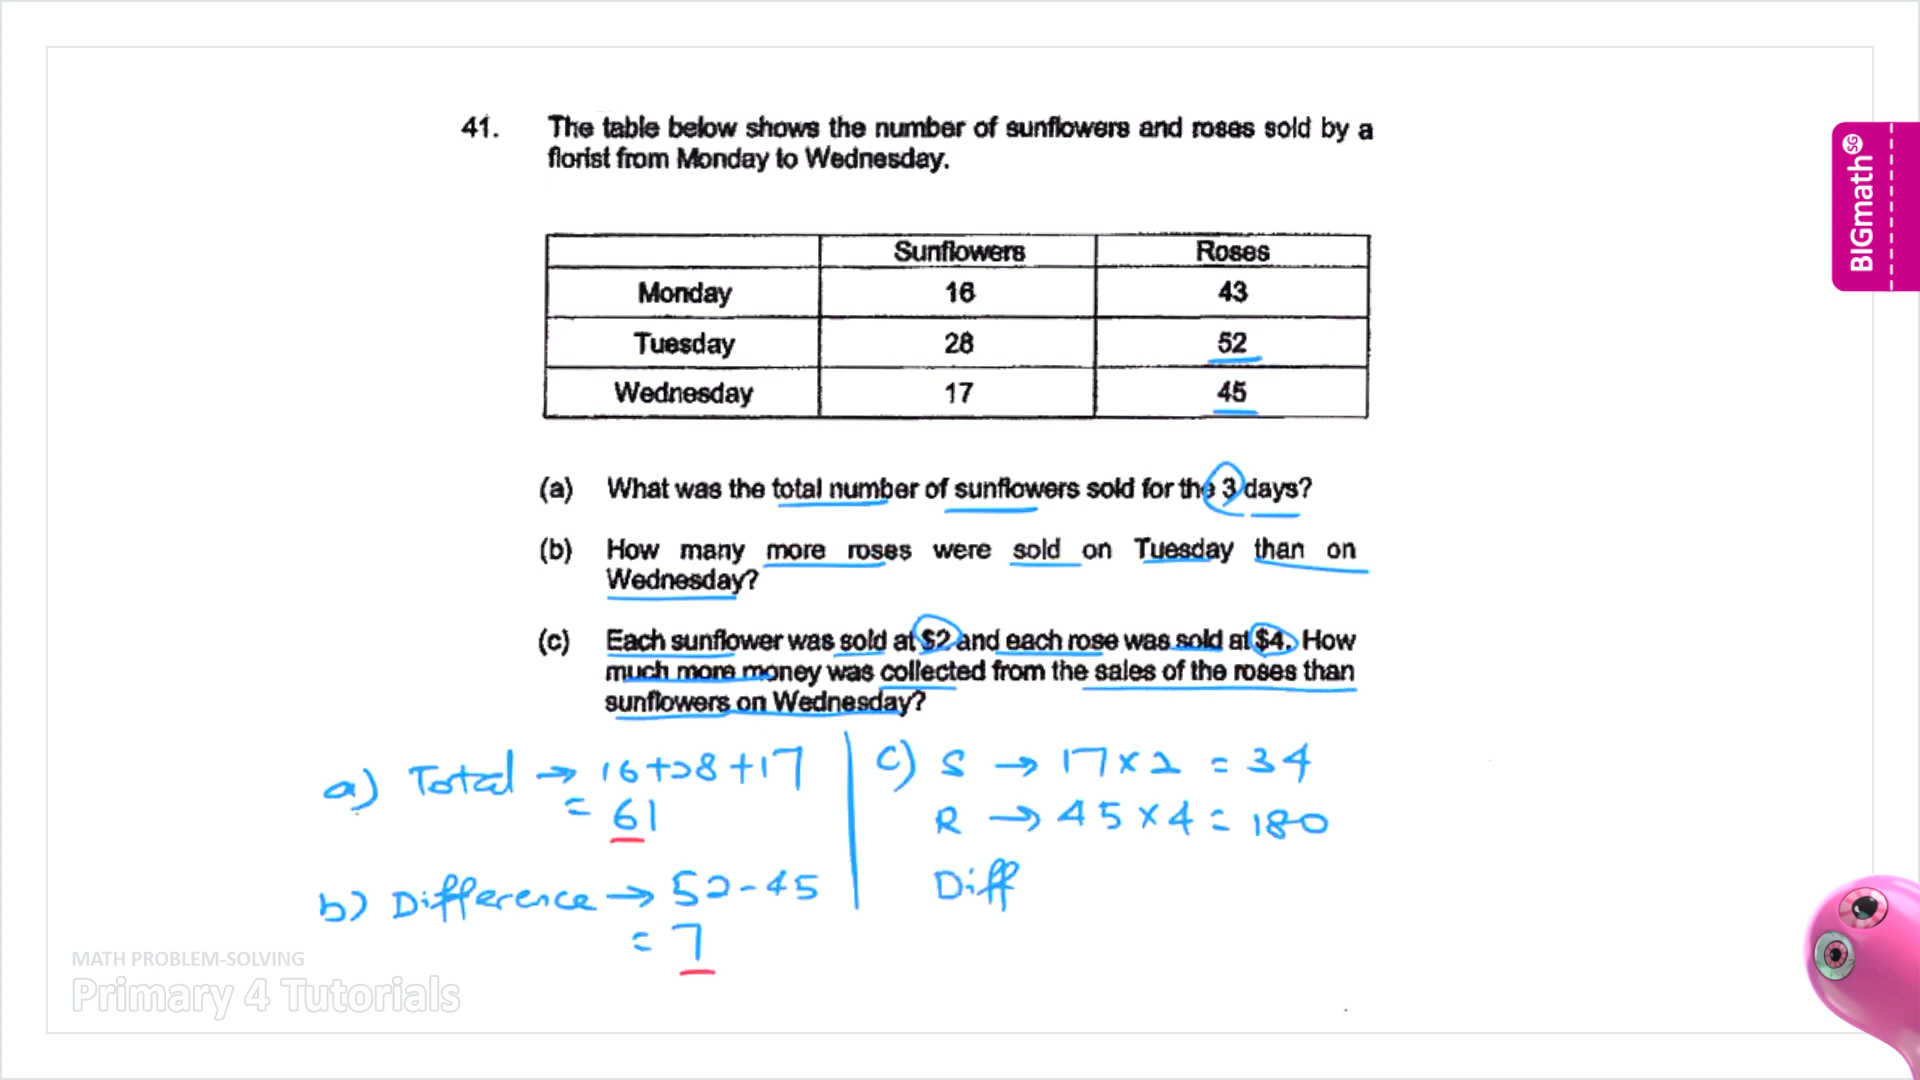 41. The table below shows the number of sunflowers and roses sold by a
florist from Monday to Wednesday.
Sunflowers Roses
Monday 16 43
Tuesday 28 52
Wednesday 17 45
(a) What was the total number of sunflowers sold for the 3 days?
(b) How many more roses were sold on Tuesday than on
Wednesday?
(c) Each sunflower was sold at $2 and each rose was sold at $4. How
much more money was collected from the sales of the roses than
sunflowers on Wednesday?
a) Total → 16+28+17
= 61
b) Difference → 52-45
= 7
c) S → 17×2 = 34
R → 45×4 = 180
Diff
MATH PROBLEM-SOLVING
Primary 4 Tutorials
BIGmath SG